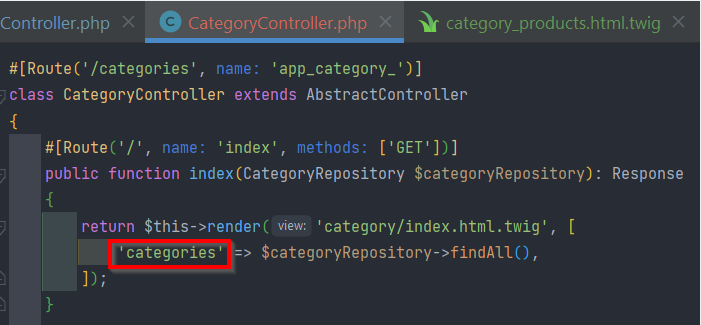 Controller.php × C CategoryController.php × category_products.html.twig ×
#[Route('/categories', name: 'app_category_')]
class CategoryController extends AbstractController
{
#[Route('/', name: 'index', methods: ['GET'])]
public function index(CategoryRepository $categoryRepository): Response
{
return $this->render( view: 'category/index.html.twig', [
'categories' => $categoryRepository->findAll(),
]);
}